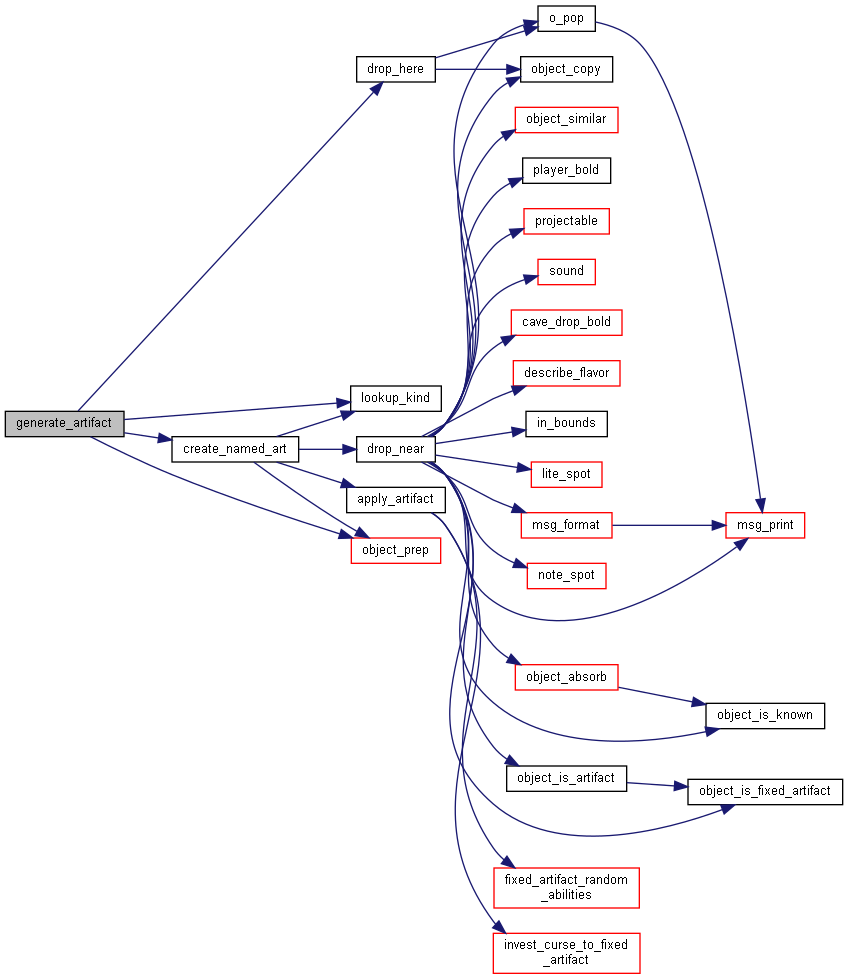 o_pop
drop_here
object_copy
object_similar
player_bold
projectable
sound
cave_drop_bold
describe_flavor
lookup_kind
generate_artifact
in_bounds
create_named_art
drop_near
lite_spot
apply_artifact
msg_format
msg_print
object_prep
note_spot
object_absorb
object_is_known
object_is_artifact
object_is_fixed_artifact
fixed_artifact_random
_abilities
invest_curse_to_fixed
_artifact